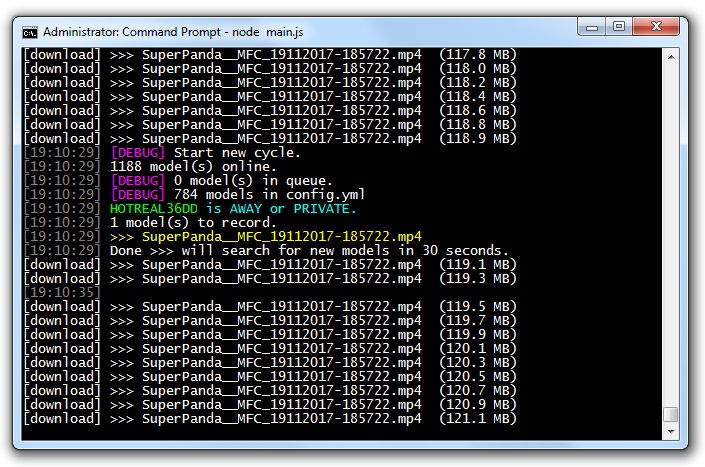 Administrator: Command Prompt - node  main.js
[download] >>> SuperPanda__MFC_19112017-185722.mp4  (117.8 MB)
[download] >>> SuperPanda__MFC_19112017-185722.mp4  (118.0 MB)
[download] >>> SuperPanda__MFC_19112017-185722.mp4  (118.2 MB)
[download] >>> SuperPanda__MFC_19112017-185722.mp4  (118.4 MB)
[download] >>> SuperPanda__MFC_19112017-185722.mp4  (118.6 MB)
[download] >>> SuperPanda__MFC_19112017-185722.mp4  (118.8 MB)
[download] >>> SuperPanda__MFC_19112017-185722.mp4  (118.9 MB)
[19:10:29] [DEBUG] Start new cycle.
[19:10:29] 1188 model(s) online.
[19:10:29] [DEBUG] 0 model(s) in queue.
[19:10:29] [DEBUG] 784 models in config.yml
[19:10:29] HOTREAL36DD is AWAY or PRIVATE.
[19:10:29] 1 model(s) to record.
[19:10:29] >>> SuperPanda__MFC_19112017-185722.mp4
[19:10:29] Done >>> will search for new models in 30 seconds.
[download] >>> SuperPanda__MFC_19112017-185722.mp4  (119.1 MB)
[download] >>> SuperPanda__MFC_19112017-185722.mp4  (119.3 MB)
[19:10:35]
[download] >>> SuperPanda__MFC_19112017-185722.mp4  (119.5 MB)
[download] >>> SuperPanda__MFC_19112017-185722.mp4  (119.7 MB)
[download] >>> SuperPanda__MFC_19112017-185722.mp4  (119.9 MB)
[download] >>> SuperPanda__MFC_19112017-185722.mp4  (120.1 MB)
[download] >>> SuperPanda__MFC_19112017-185722.mp4  (120.3 MB)
[download] >>> SuperPanda__MFC_19112017-185722.mp4  (120.5 MB)
[download] >>> SuperPanda__MFC_19112017-185722.mp4  (120.7 MB)
[download] >>> SuperPanda__MFC_19112017-185722.mp4  (120.9 MB)
[download] >>> SuperPanda__MFC_19112017-185722.mp4  (121.1 MB)